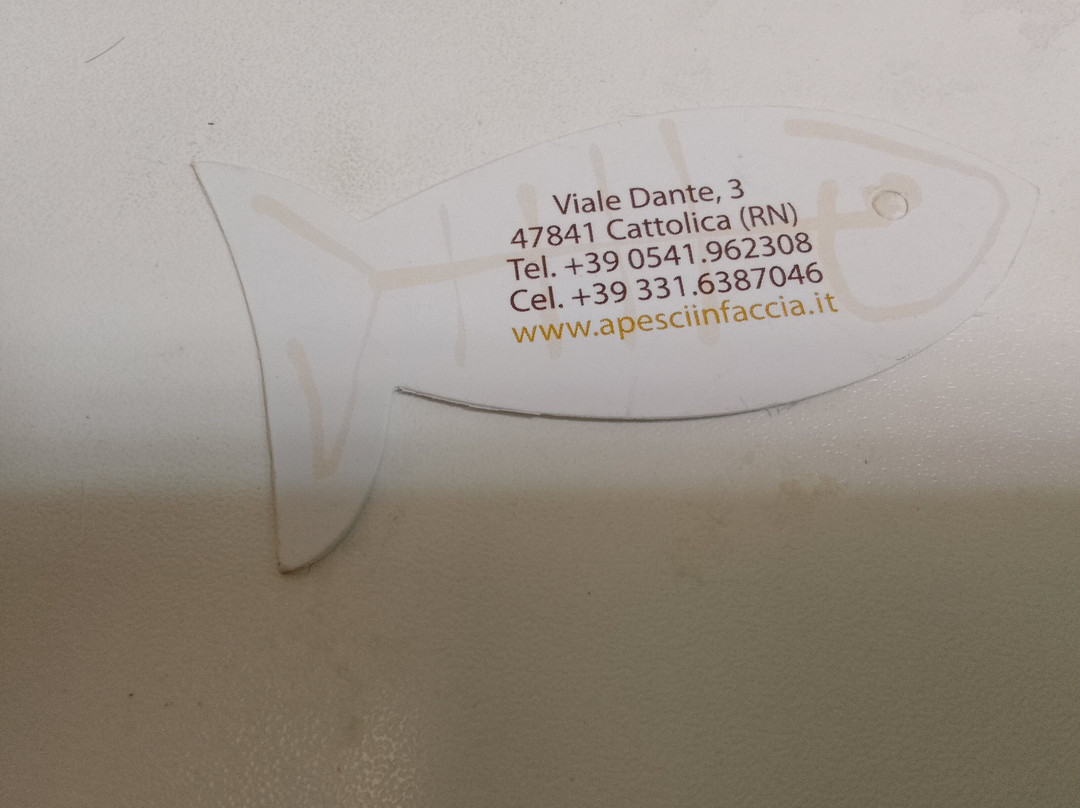 Viale Dante, 3
47841 Cattolica (RN)
Tel. +39 0541.962308
Cel. +39 331.6387046
www.apesciinfaccia.it